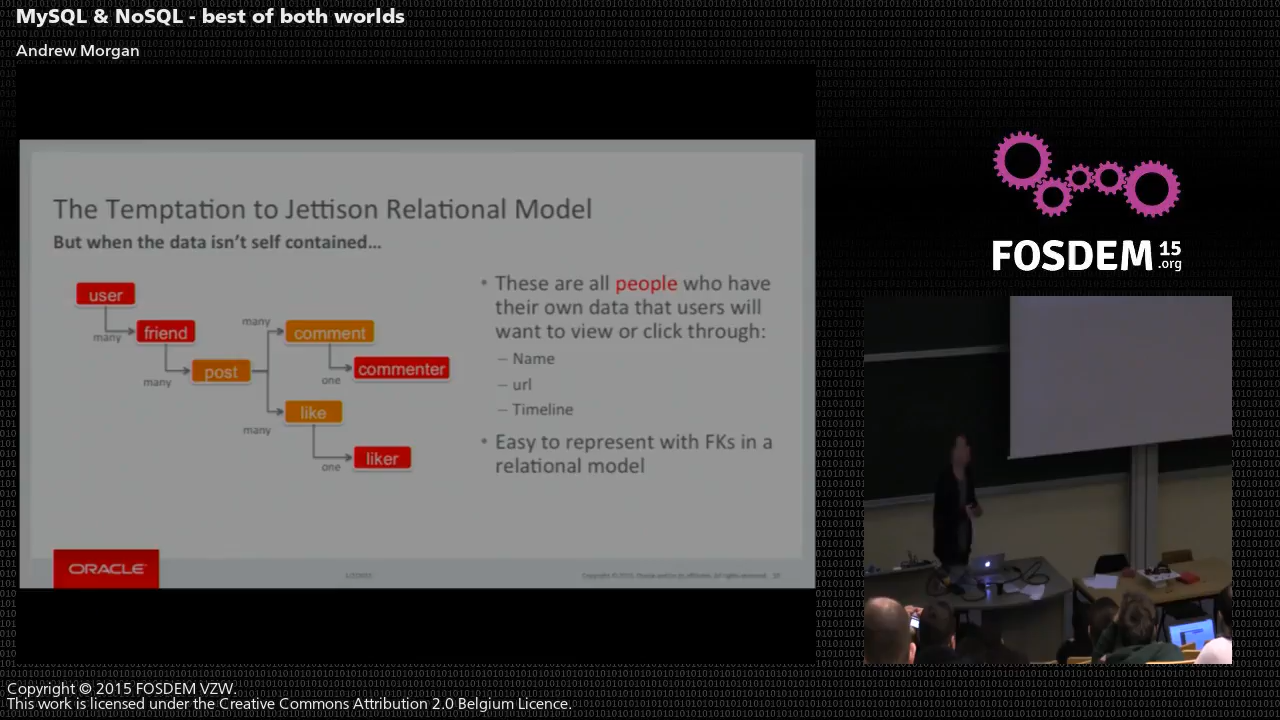 MySQL & NoSQL - best of both worlds
Andrew Morgan
The Temptation to Jettison Relational Model
But when the data isn't self contained...
user
many
friend
many
post
many
comment
one
commenter
many
like
one
liker
• These are all people who have
their own data that users will
want to view or click through:
– Name
– url
– Timeline
• Easy to represent with FKs in a
relational model
ORACLE
FOSDEM 15
.org
Copyright © 2015 FOSDEM VZW.
This work is licensed under the Creative Commons Attribution 2.0 Belgium Licence.